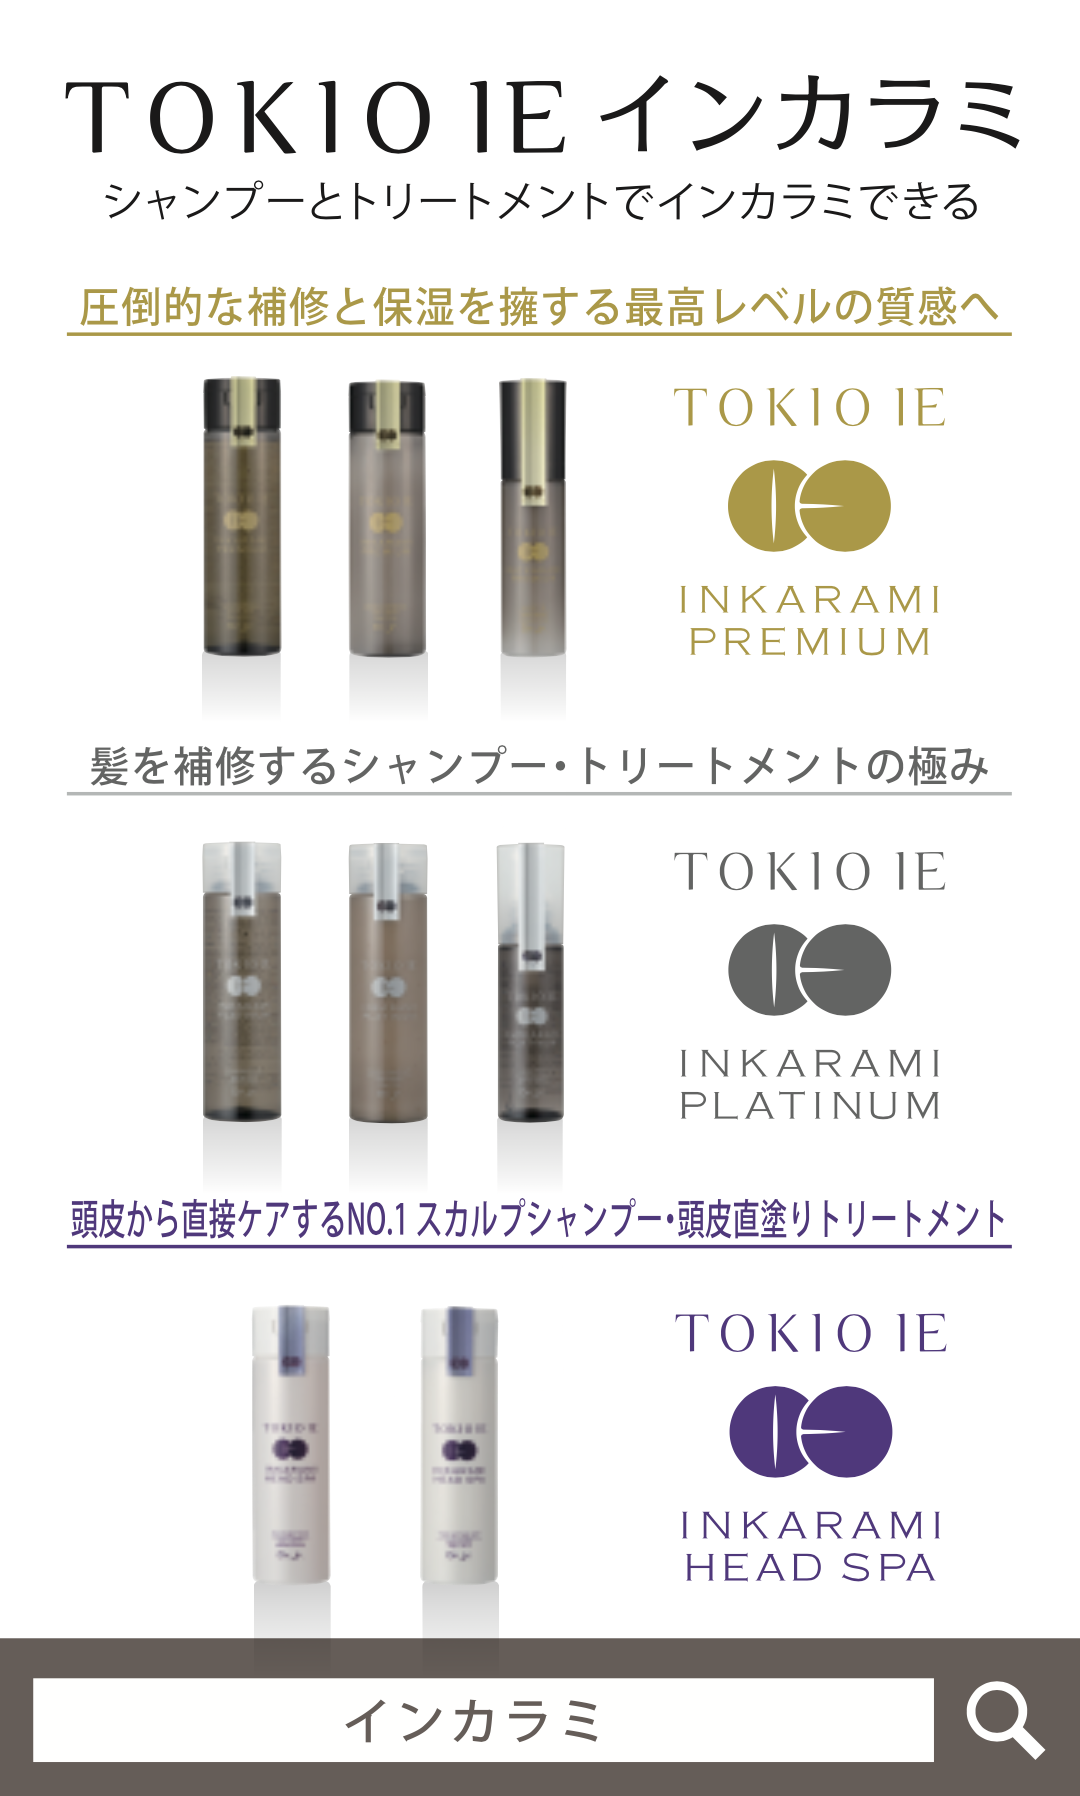 TOKIO IE インカラミ
シャンプーとトリートメントでインカラミできる
圧倒的な補修と保湿を擁する最高レベルの質感へ
TOKIO IE
INKARAMI
PREMIUM
髪を補修するシャンプー・トリートメントの極み
TOKIO IE
INKARAMI
PLATINUM
頭皮から直接ケアするNO.1 スカルプシャンプー・頭皮直塗りトリートメント
TOKIO IE
INKARAMI
HEAD SPA
インカラミ